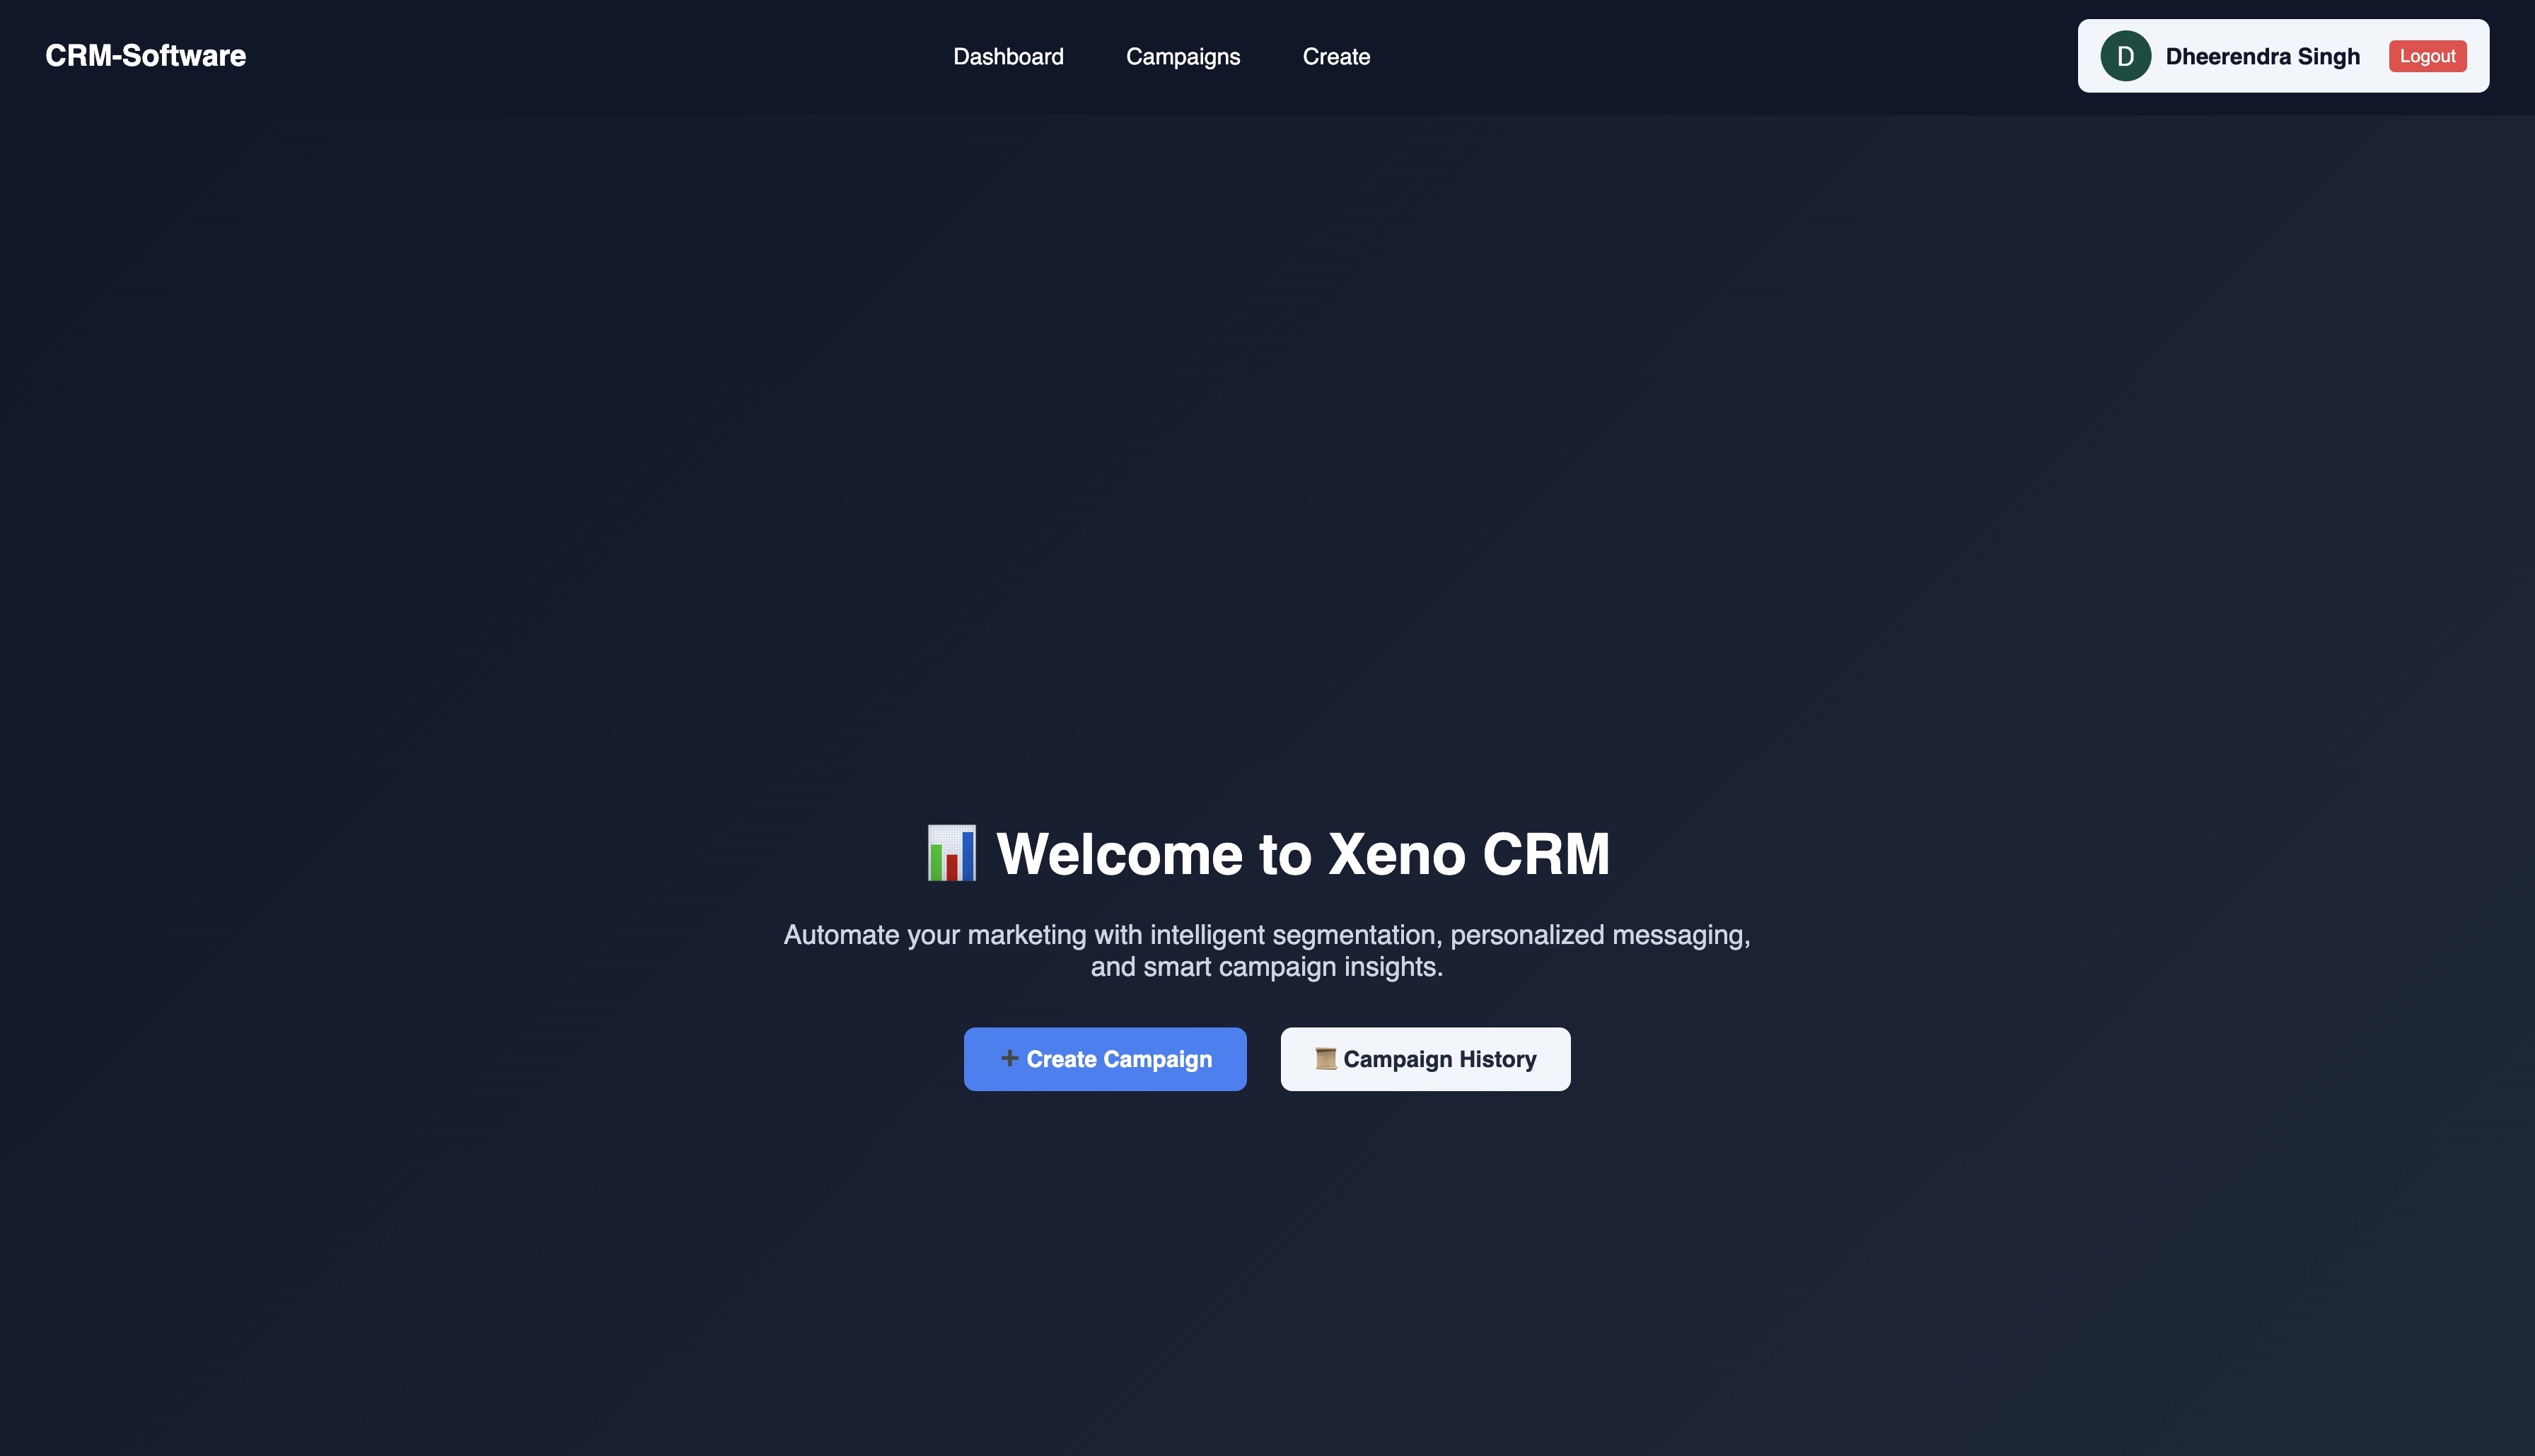 CRM-Software
Dashboard
Campaigns
Create
D
Dheerendra Singh
Logout
Welcome to Xeno CRM
Automate your marketing with intelligent segmentation, personalized messaging,
and smart campaign insights.
Create Campaign
Campaign History